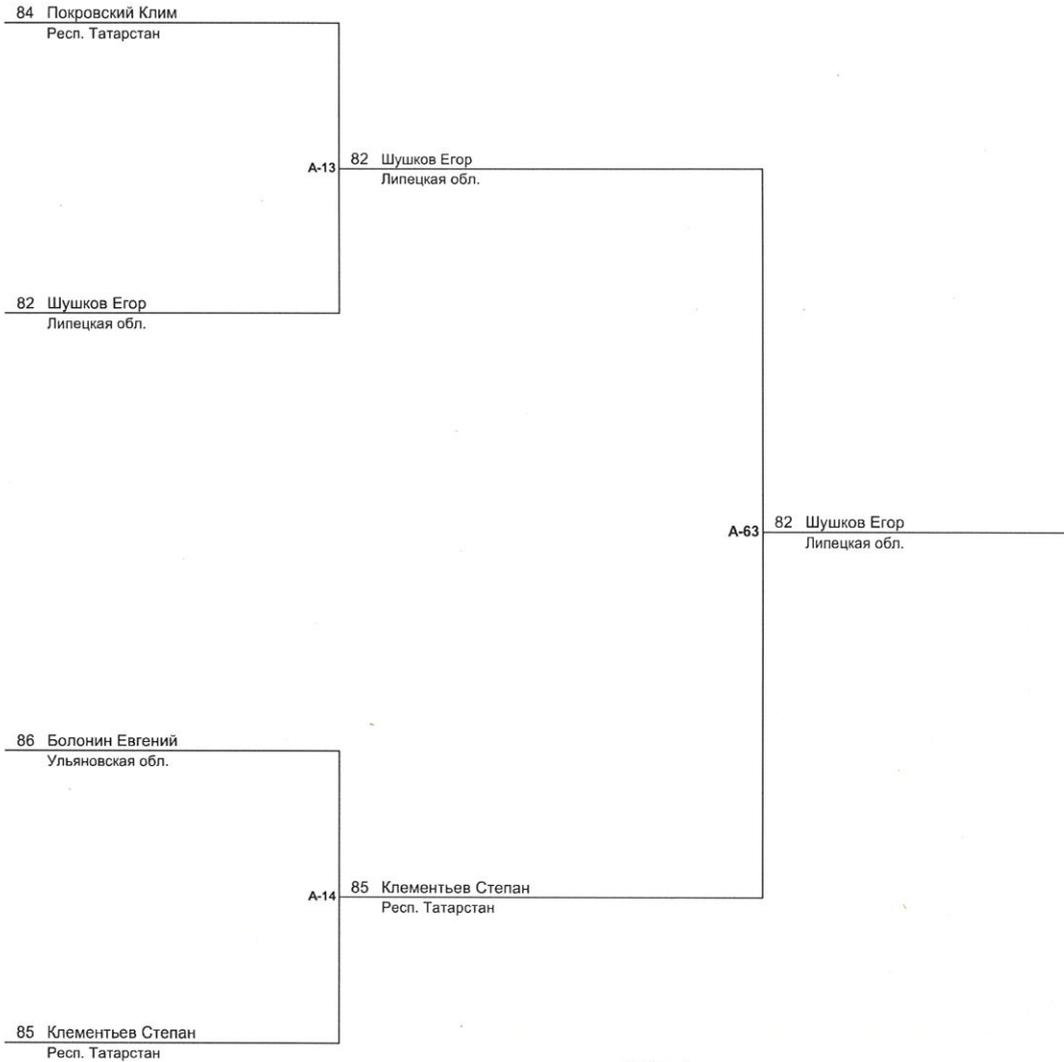 84 Покровский Клим
Респ. Татарстан
А-13
82 Шушков Егор
Липецкая обл.
82 Шушков Егор
Липецкая обл.
А-63
82 Шушков Егор
Липецкая обл.
86 Болонин Евгений
Ульяновская обл.
А-14
85 Клементьев Степан
Респ. Татарстан
85 Клементьев Степан
Респ. Татарстан